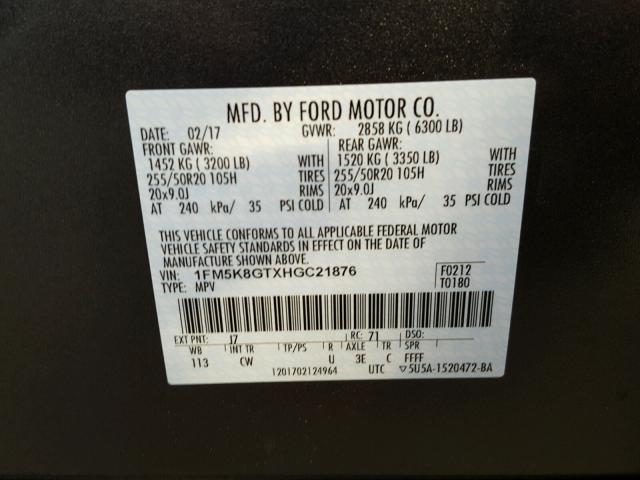 MFD. BY FORD MOTOR CO.
DATE: 02/17 GVWR: 2858 KG ( 6300 LB)
FRONT GAWR: REAR GAWR:
1452 KG ( 3200 LB) WITH 1520 KG ( 3350 LB) WITH
255/50R20 105H TIRES 255/50R20 105H TIRES
20x9.0J RIMS 20x9.0J RIMS
AT 240 kPa/ 35 PSI COLD AT 240 kPa/ 35 PSI COLD
THIS VEHICLE CONFORMS TO ALL APPLICABLE FEDERAL MOTOR
VEHICLE SAFETY STANDARDS IN EFFECT ON THE DATE OF
MANUFACTURE SHOWN ABOVE.
VIN: 1FM5K8GTXHGC21876 F0212
TYPE: MPV T0180
EXT PNT: J7 RC: 71 DSO:
WB INT TR TP/PS R AXLE TR SPR
113 CW U 3E C FFFF
1201702124964 UTC ▽5U5A-1520472-BA